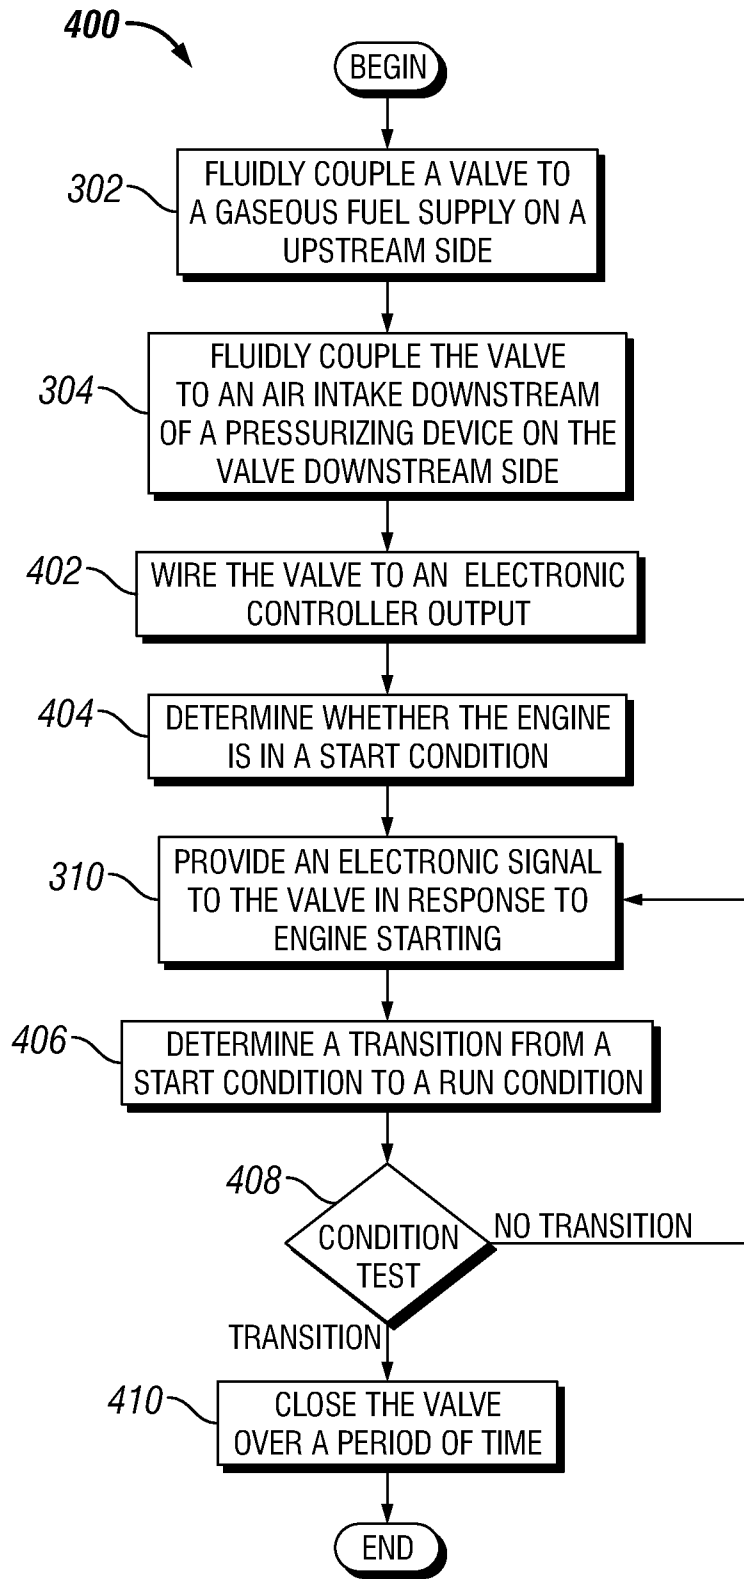 400
BEGIN
302
FLUIDLY COUPLE A VALVE TO
A GASEOUS FUEL SUPPLY ON A
UPSTREAM SIDE
304
FLUIDLY COUPLE THE VALVE
TO AN AIR INTAKE DOWNSTREAM
OF A PRESSURIZING DEVICE ON THE
VALVE DOWNSTREAM SIDE
402
WIRE THE VALVE TO AN ELECTRONIC
CONTROLLER OUTPUT
404
DETERMINE WHETHER THE ENGINE
IS IN A START CONDITION
310
PROVIDE AN ELECTRONIC SIGNAL
TO THE VALVE IN RESPONSE TO
ENGINE STARTING
406
DETERMINE A TRANSITION FROM A
START CONDITION TO A RUN CONDITION
408
CONDITION
TEST
NO TRANSITION
TRANSITION
410
CLOSE THE VALVE
OVER A PERIOD OF TIME
END